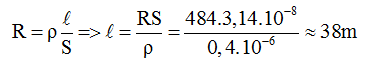 R = ρ ℓ/S => ℓ = RS/ρ = 484.3,14.10⁻⁸/0,4.10⁻⁶ ≈ 38m